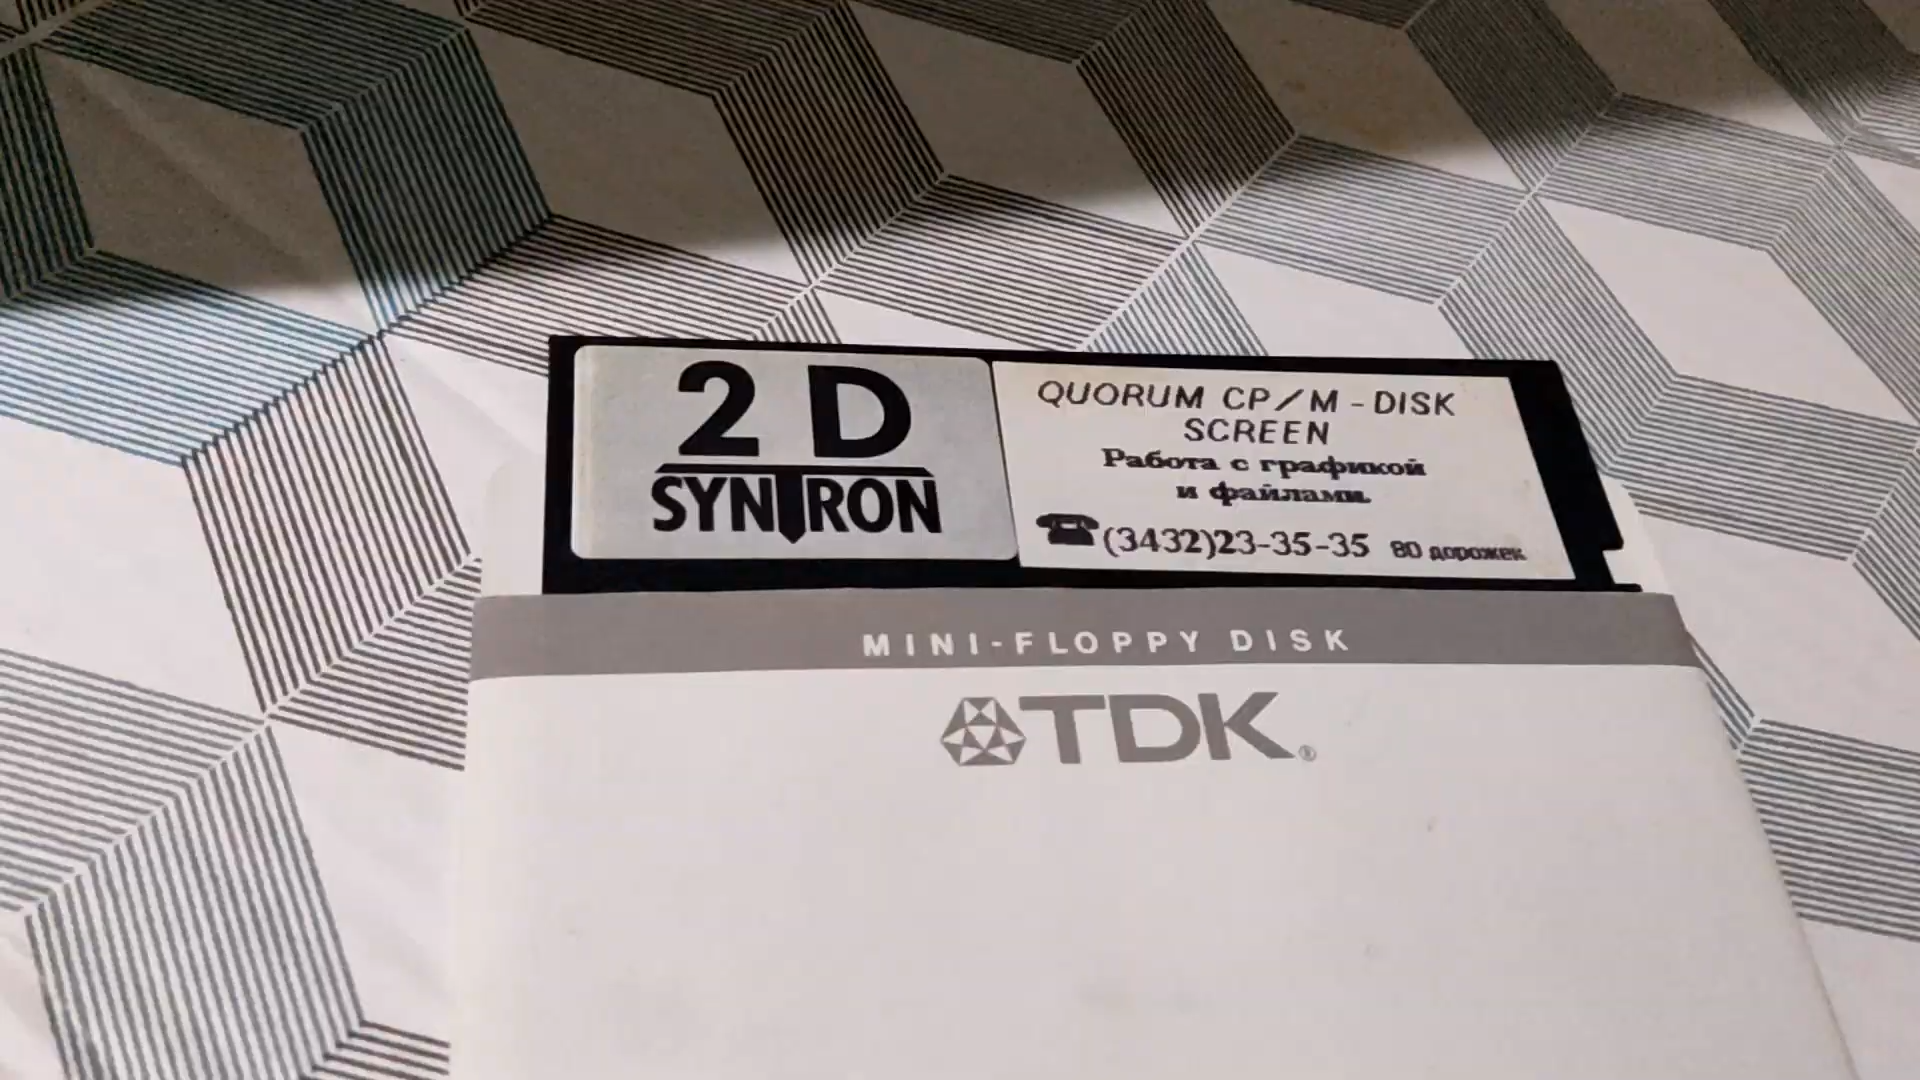 2 D
SYNTRON
QUORUM CP/M - DISK
SCREEN
Работа с графикой
и файлами.
(3432)23-35-35 80 дорожек
MINI-FLOPPY DISK
TDK®